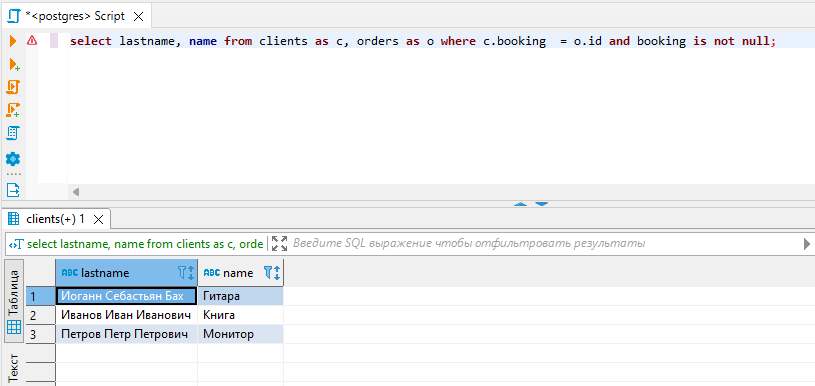 *<postgres> Script
select lastname, name from clients as c, orders as o where c.booking  = o.id and booking is not null;
clients(+) 1
select lastname, name from clients as c, orde
Введите SQL выражение чтобы отфильтровать результаты
Таблица
Текст
ABC lastname ABC name
1 Иоганн Себастьян Бах Гитара
2 Иванов Иван Иванович Книга
3 Петров Петр Петрович Монитор